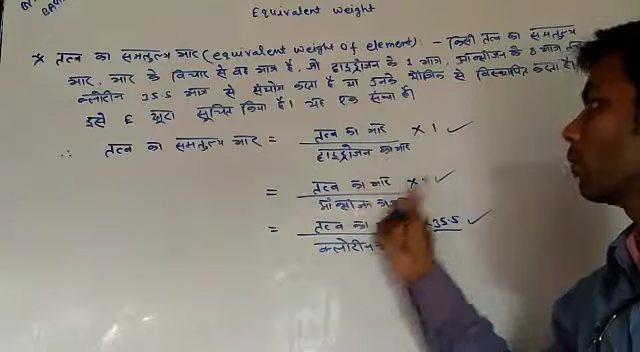 Equivalent Weight
* तत्व का समतुल्य भार (equivalent weight of element) :- किसी तत्व का समतुल्य
भार, भार के विचार से वह भाग है, जो हाइड्रोजन के 1 भाग, ऑक्सीजन के 8 भाग
क्लोरीन 35.5 भाग से संयोग करता है या उनके यौगिक से विस्थापित करता है।
इसे E द्वारा सूचित किया है। यह एक संख्या है।
∴ तत्व का समतुल्य भार = तत्व का भार / हाइड्रोजन का भार × 1 ✓
= तत्व का भार / ऑक्सीजन का × ✓
= तत्व का / क्लोरीन × 35.5 ✓